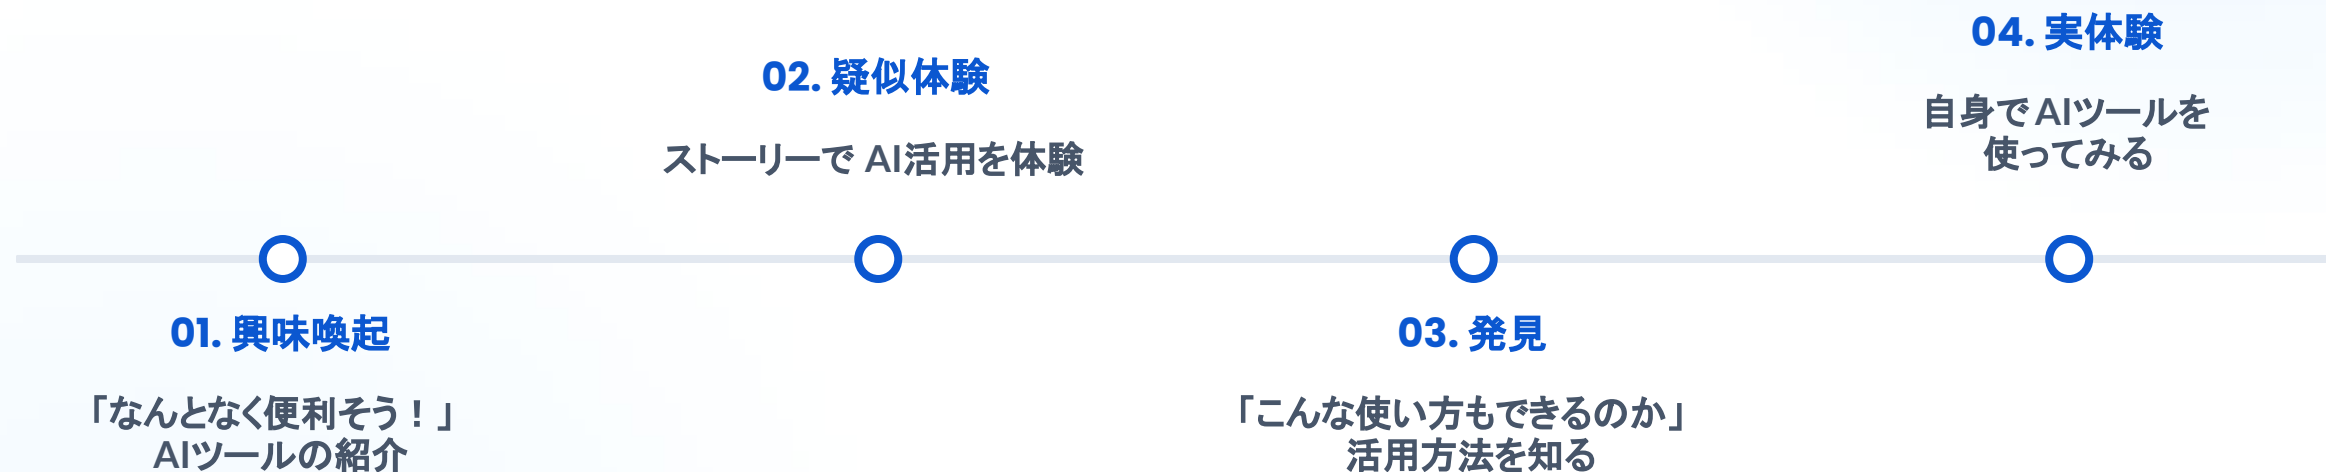 01. 興味喚起
「なんとなく便利そう！」
AIツールの紹介
02. 疑似体験
ストーリーで AI活用を体験
03. 発見
「こんな使い方もできるのか」
活用方法を知る
04. 実体験
自身で AIツールを
使ってみる